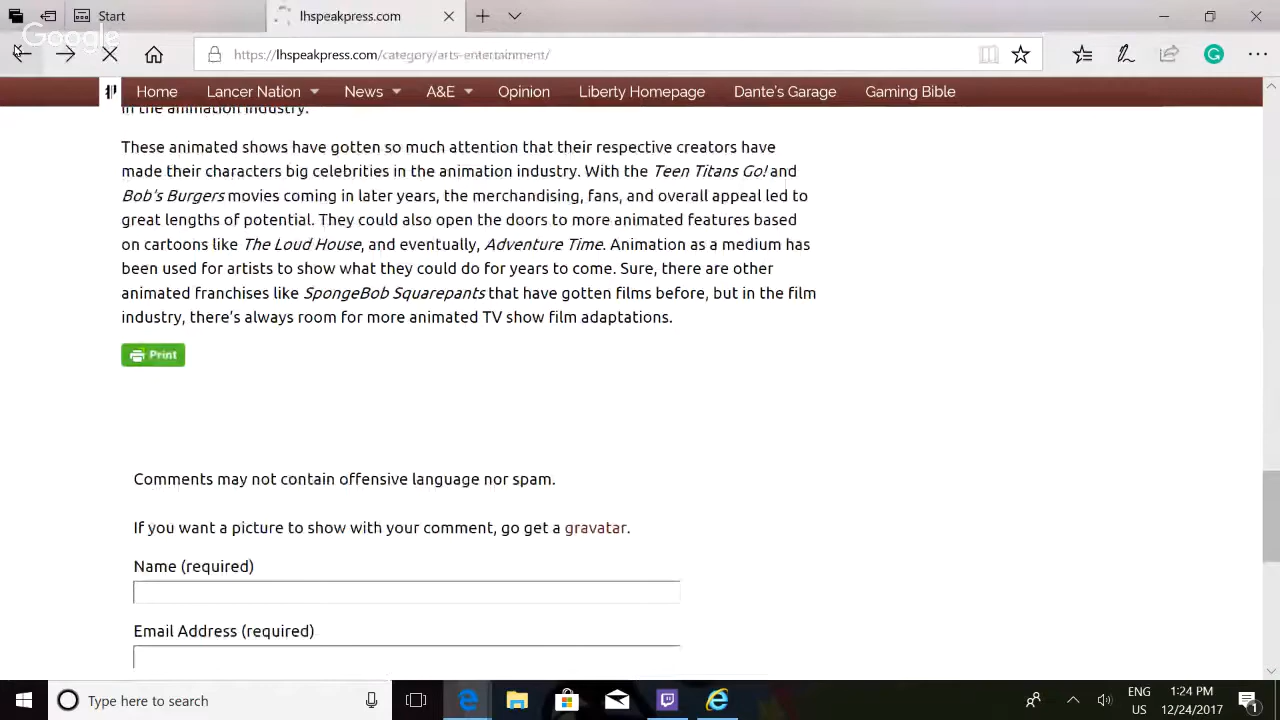 Start
lhspeakpress.com
Google
https://lhspeakpress.com/category/arts-entertainment/
Home Lancer Nation News A&E Opinion Liberty Homepage Dante's Garage Gaming Bible
in the animation industry.
These animated shows have gotten so much attention that their respective creators have
made their characters big celebrities in the animation industry. With the Teen Titans Go! and
Bob's Burgers movies coming in later years, the merchandising, fans, and overall appeal led to
great lengths of potential. They could also open the doors to more animated features based
on cartoons like The Loud House, and eventually, Adventure Time. Animation as a medium has
been used for artists to show what they could do for years to come. Sure, there are other
animated franchises like SpongeBob Squarepants that have gotten films before, but in the film
industry, there's always room for more animated TV show film adaptations.
Print
Comments may not contain offensive language nor spam.
If you want a picture to show with your comment, go get a gravatar.
Name (required)
Email Address (required)
Type here to search
ENG
US
1:24 PM
12/24/2017
1